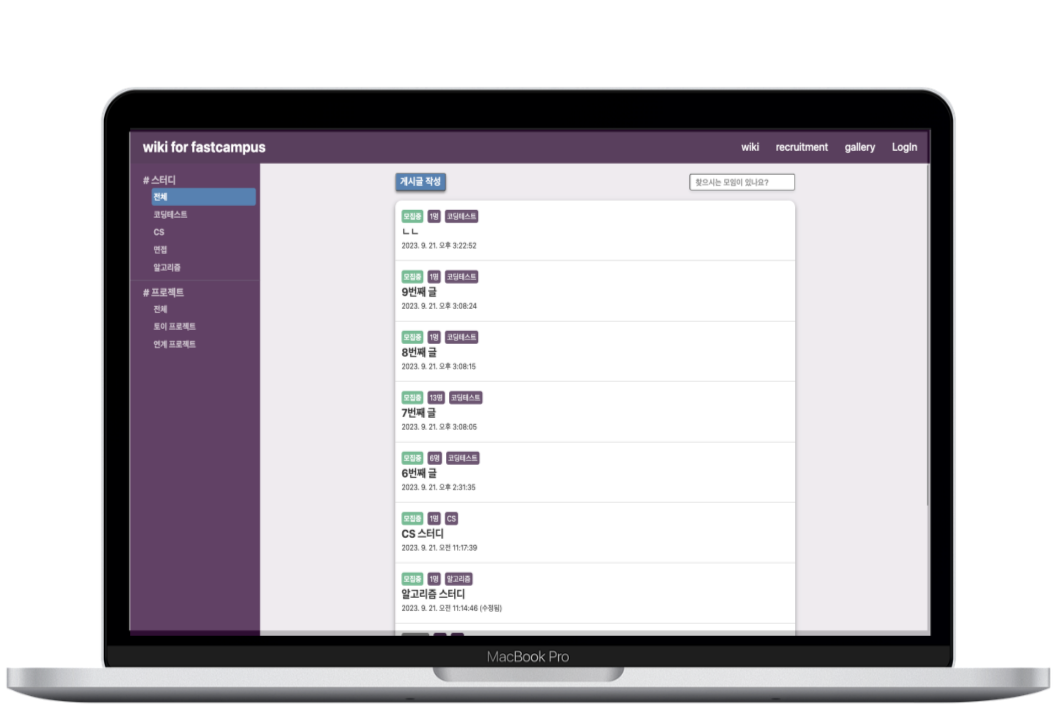 wiki for fastcampus
wiki recruitment gallery LogIn
# 스터디
전체
코딩테스트
CS
면접
알고리즘
# 프로젝트
전체
토이 프로젝트
연계 프로젝트
게시글 작성
찾으시는 모임이 있나요?
모집중 1명 코딩테스트
ㄴㄴ
2023. 9. 21. 오후 3:22:52
모집중 1명 코딩테스트
9번째 글
2023. 9. 21. 오후 3:08:24
모집중 1명 코딩테스트
8번째 글
2023. 9. 21. 오후 3:08:15
모집중 13명 코딩테스트
7번째 글
2023. 9. 21. 오후 3:08:05
모집중 6명 코딩테스트
6번째 글
2023. 9. 21. 오후 2:31:35
모집중 1명 CS
CS 스터디
2023. 9. 21. 오전 11:17:39
모집중 1명 알고리즘
알고리즘 스터디
2023. 9. 21. 오전 11:14:46 (수정됨)
MacBook Pro